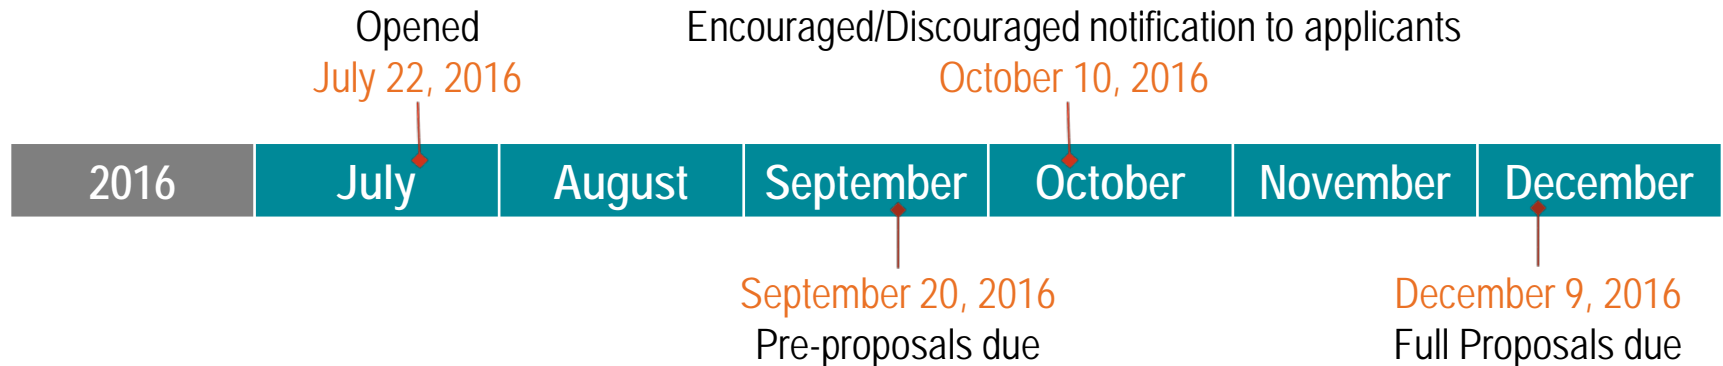 Opened
July 22, 2016
Encouraged/Discouraged notification to applicants
October 10, 2016
2016 July August September October November December
September 20, 2016
Pre-proposals due
December 9, 2016
Full Proposals due